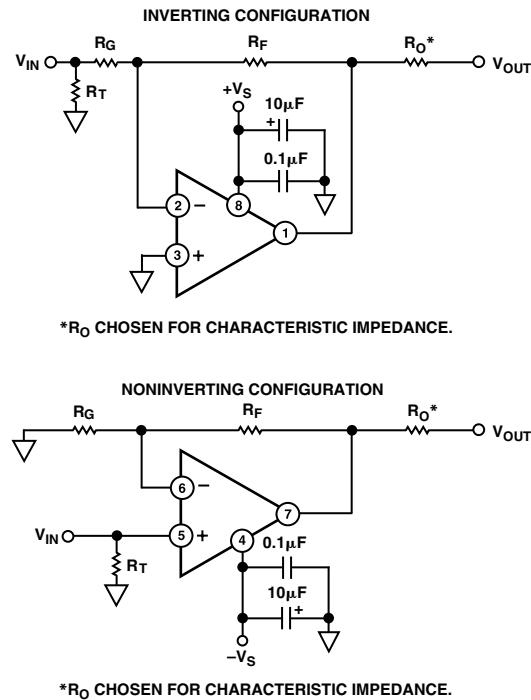 INVERTING CONFIGURATION
V_IN R_G R_F R_O* V_OUT
R_T
+V_S
10μF
+
0.1μF
2 − 8 1
3 +
*R_O CHOSEN FOR CHARACTERISTIC IMPEDANCE.
NONINVERTING CONFIGURATION
R_G R_F R_O* V_OUT
6 −
7
V_IN 5 + 4
0.1μF
R_T
10μF
+
−V_S
*R_O CHOSEN FOR CHARACTERISTIC IMPEDANCE.